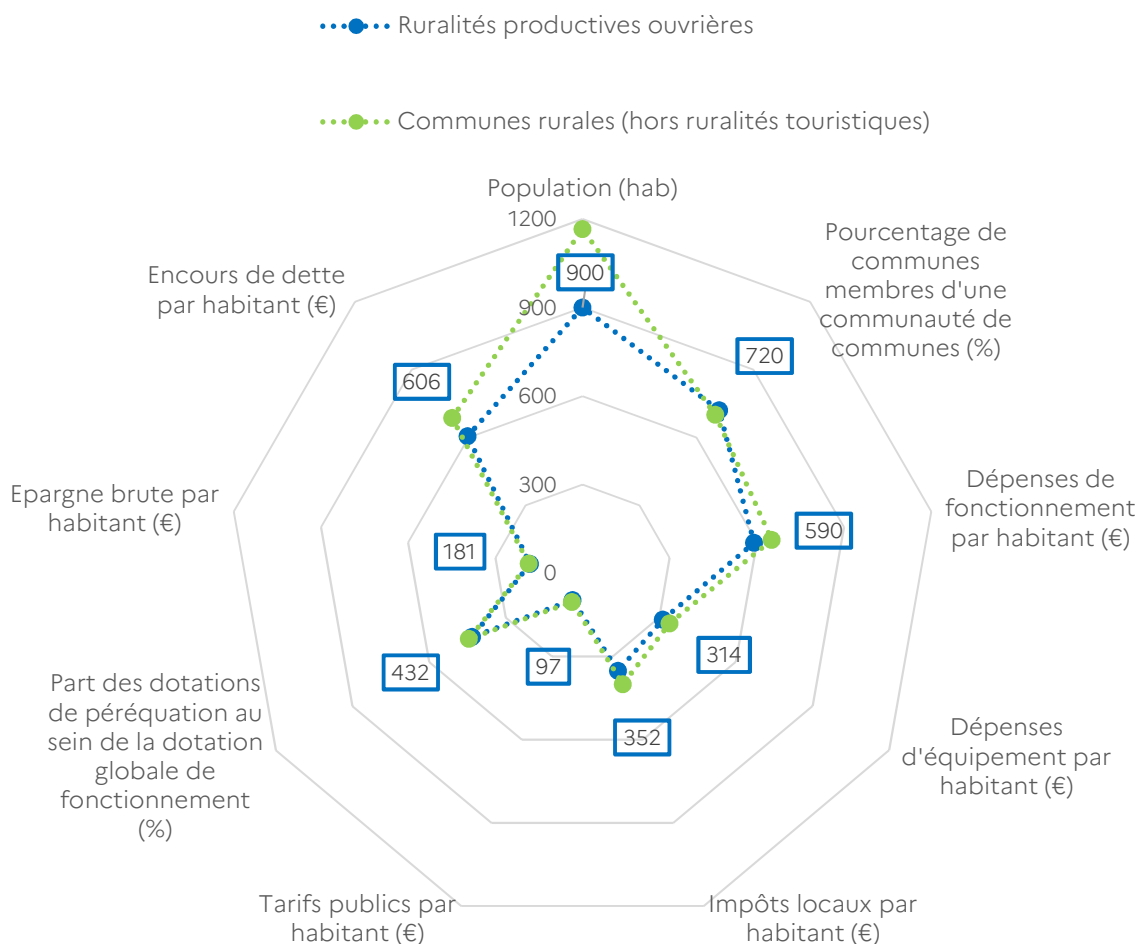 Ruralités productives ouvrières
Communes rurales (hors ruralités touristiques)
Population (hab)
1200
900
900
600
300
0
Pourcentage de
communes
membres d'une
communauté de
communes (%)
720
Dépenses de
fonctionnement
par habitant (€)
590
Dépenses
d'équipement par
habitant (€)
314
Impôts locaux par
habitant (€)
352
Tarifs publics par
habitant (€)
97
Part des dotations
de péréquation au
sein de la dotation
globale de
fonctionnement
(%)
432
Epargne brute par
habitant (€)
181
Encours de dette
par habitant (€)
606